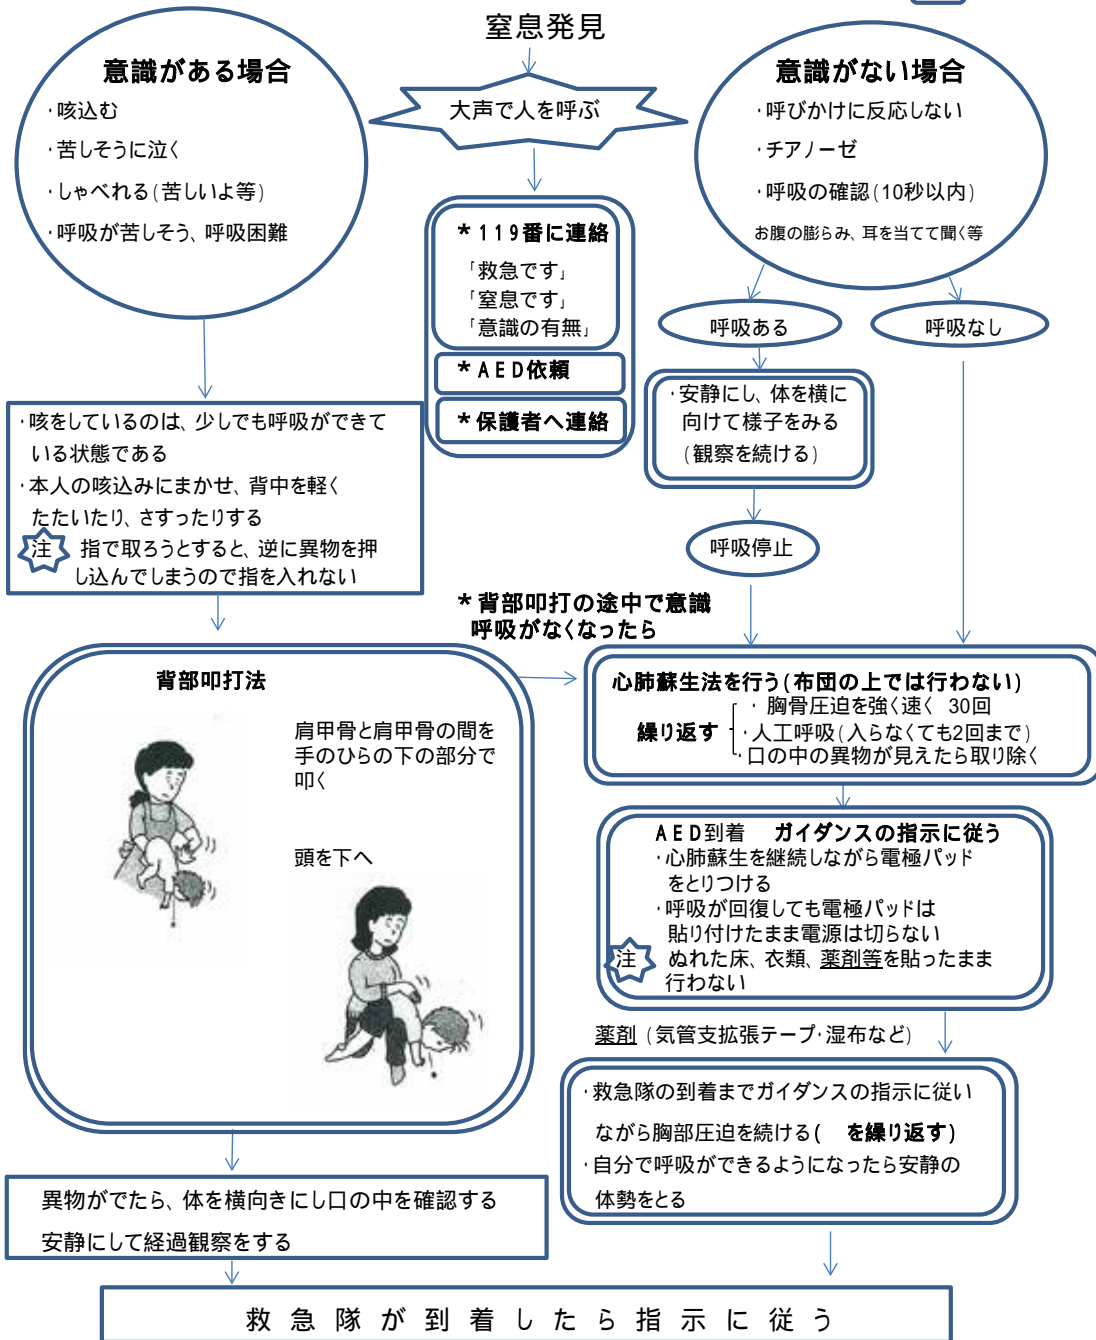 窒息発見
大声で人を呼ぶ
意識がある場合
・咳込む
・苦しそうに泣く
・しゃべれる(苦しいよ等)
・呼吸が苦しそう、呼吸困難
意識がない場合
・呼びかけに反応しない
・チアノーゼ
・呼吸の確認(10秒以内)
お腹の膨らみ、耳を当てて聞く等
*119番に連絡
「救急です」
「窒息です」
「意識の有無」
*AED依頼
*保護者へ連絡
呼吸ある
呼吸なし
・安静にし、体を横に
向けて様子をみる
(観察を続ける)
呼吸停止
・咳をしているのは、少しでも呼吸ができて
いる状態である
・本人の咳込みにまかせ、背中を軽く
たたいたり、さすったりする
注 指で取ろうとすると、逆に異物を押
し込んでしまうので指を入れない
*背部叩打の途中で意識
呼吸がなくなったら
背部叩打法
肩甲骨と肩甲骨の間を
手のひらの下の部分で
叩く
頭を下へ
心肺蘇生法を行う(布団の上では行わない)
・胸骨圧迫を強く速く 30回
繰り返す ・人工呼吸(入らなくても2回まで)
・口の中の異物が見えたら取り除く
AED到着 ガイダンスの指示に従う
・心肺蘇生を継続しながら電極パッド
をとりつける
・呼吸が回復しても電極パッドは
貼り付けたまま電源は切らない
注 ぬれた床、衣類、薬剤等を貼ったまま
行わない
薬剤(気管支拡張テープ・湿布など)
・救急隊の到着までガイダンスの指示に従い
ながら胸部圧迫を続ける( を繰り返す)
・自分で呼吸ができるようになったら安静の
体勢をとる
異物がでたら、体を横向きにし口の中を確認する
安静にして経過観察をする
救急隊が到着したら指示に従う